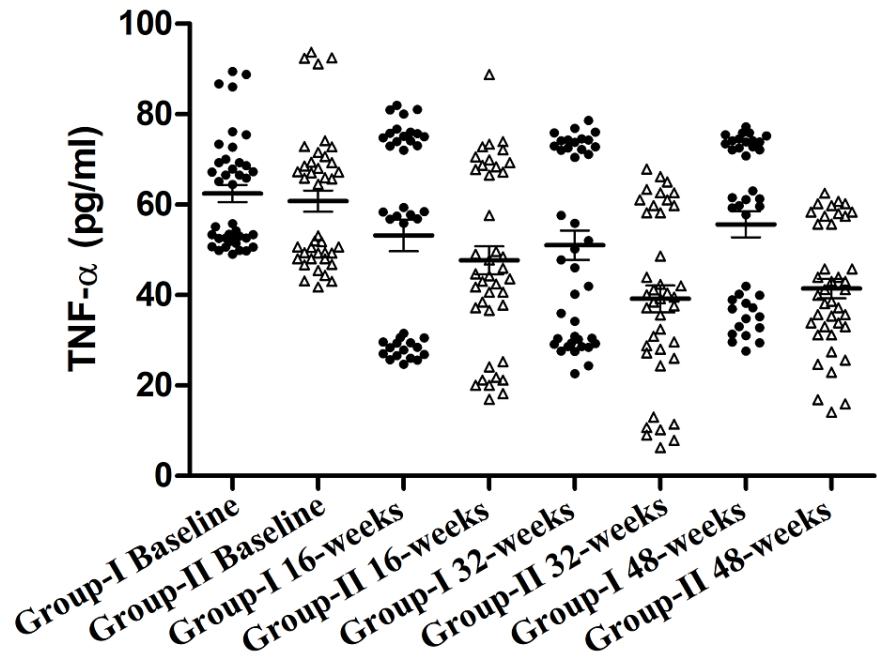 TNF-α (pg/ml)
100
80
60
40
20
0
Group-I Baseline
Group-II Baseline
Group-I 16-weeks
Group-II 16-weeks
Group-I 32-weeks
Group-II 32-weeks
Group-I 48-weeks
Group-II 48-weeks